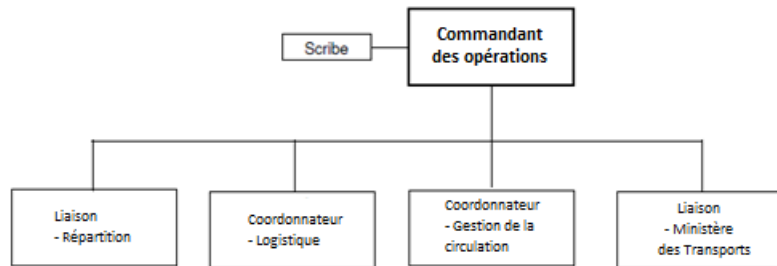 Commandant
des opérations
Scribe
Liaison
- Répartition
Coordonnateur
- Logistique
Coordonnateur
- Gestion de la
circulation
Liaison
- Ministère
des Transports